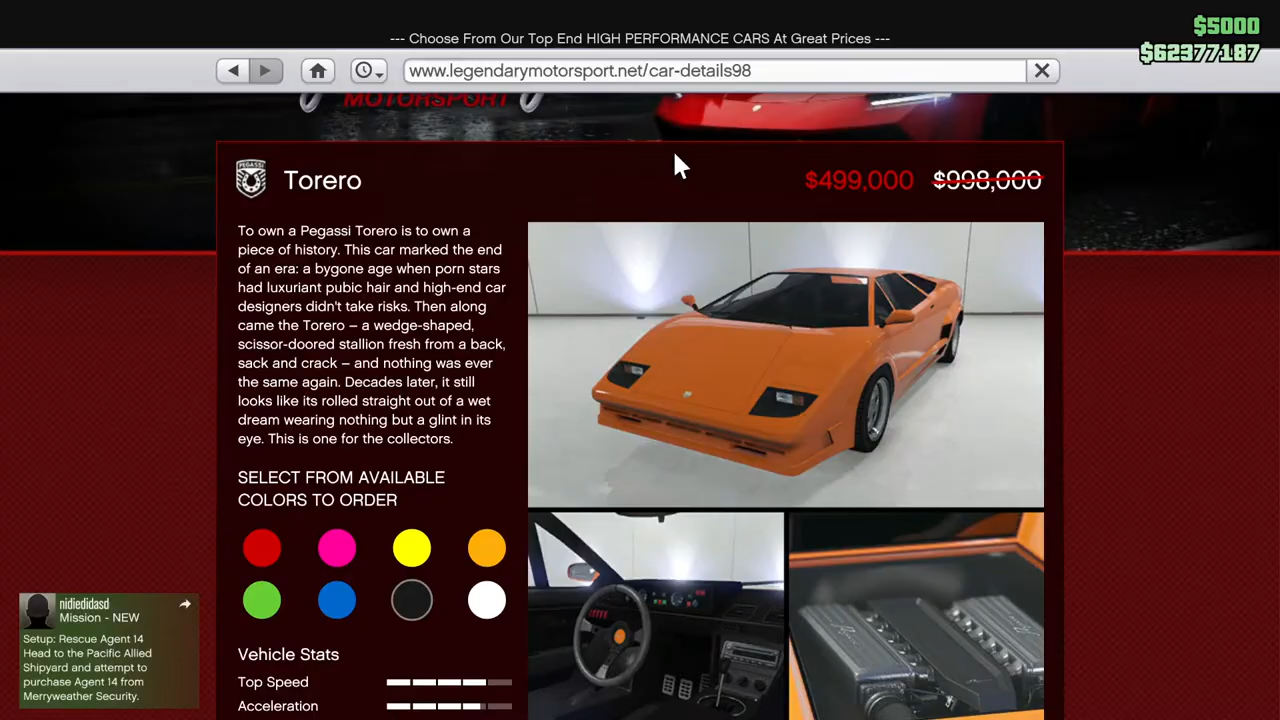 --- Choose From Our Top End HIGH PERFORMANCE CARS At Great Prices ---
$5000
$62377187
www.legendarymotorsport.net/car-details98
MOTORSPORT
PEGASSI
Torero
$499,000 $998,000
To own a Pegassi Torero is to own a
piece of history. This car marked the end
of an era: a bygone age when porn stars
had luxuriant pubic hair and high-end car
designers didn't take risks. Then along
came the Torero – a wedge-shaped,
scissor-doored stallion fresh from a back,
sack and crack – and nothing was ever
the same again. Decades later, it still
looks like its rolled straight out of a wet
dream wearing nothing but a glint in its
eye. This is one for the collectors.
SELECT FROM AVAILABLE
COLORS TO ORDER
Vehicle Stats
Top Speed
Acceleration
nidiedidasd
Mission - NEW
Setup: Rescue Agent 14
Head to the Pacific Allied
Shipyard and attempt to
purchase Agent 14 from
Merryweather Security.